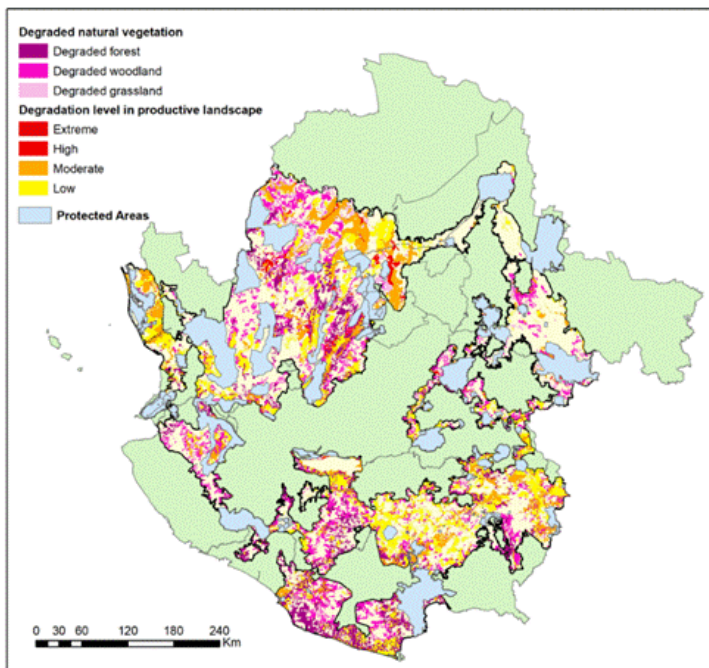 Degraded natural vegetation
Degraded forest
Degraded woodland
Degraded grassland
Degradation level in productive landscape
Extreme
High
Moderate
Low
Protected Areas
0 30 60 120 180 240
Km